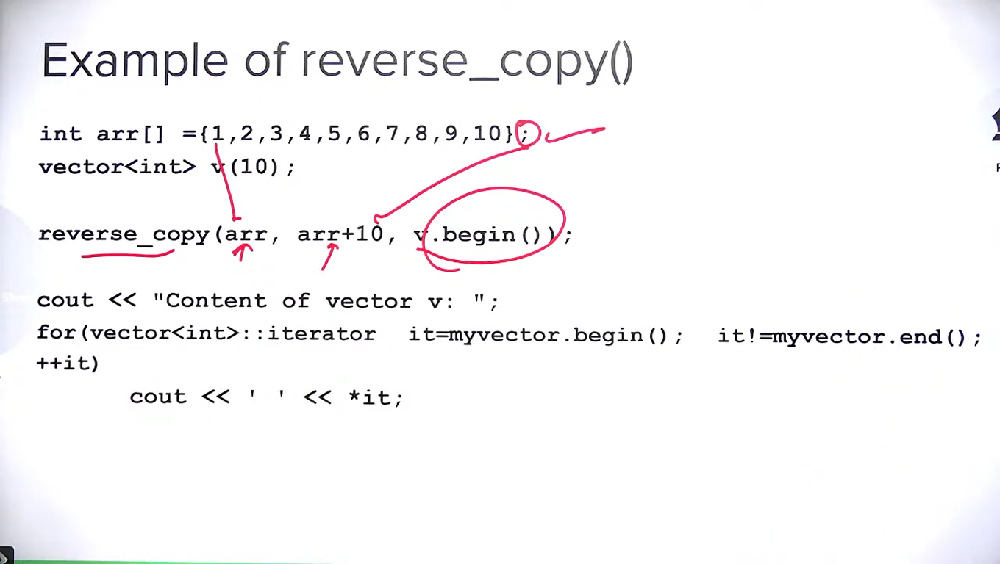 Example of reverse_copy()
int arr[] ={1,2,3,4,5,6,7,8,9,10};
vector<int> v(10);
reverse_copy(arr, arr+10, v.begin());
cout << "Content of vector v: ";
for(vector<int>::iterator it=myvector.begin(); it!=myvector.end();
++it)
cout << ' ' << *it;